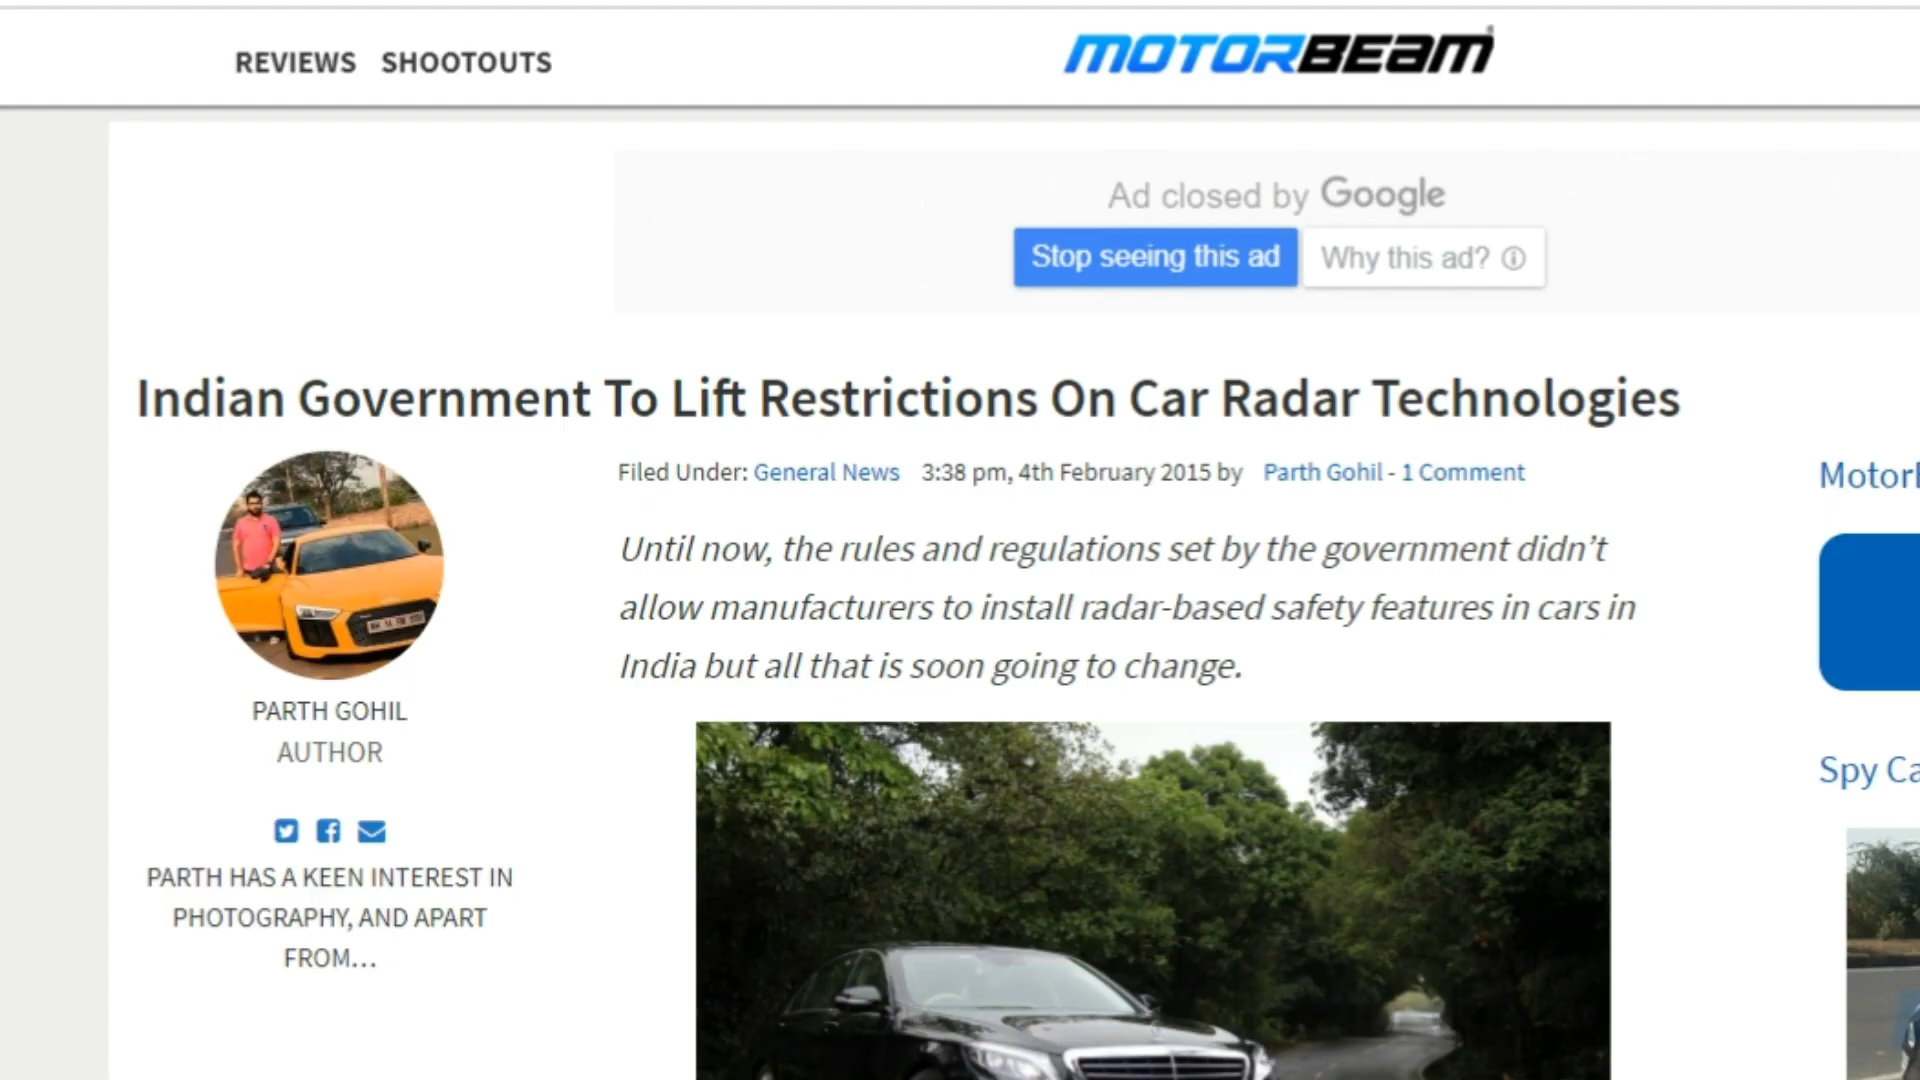 REVIEWS SHOOTOUTS
MOTORBEAM
Ad closed by Google
Stop seeing this ad
Why this ad?
Indian Government To Lift Restrictions On Car Radar Technologies
Filed Under: General News 3:38 pm, 4th February 2015 by Parth Gohil - 1 Comment
Until now, the rules and regulations set by the government didn’t
allow manufacturers to install radar-based safety features in cars in
India but all that is soon going to change.
PARTH GOHIL
AUTHOR
PARTH HAS A KEEN INTEREST IN
PHOTOGRAPHY, AND APART
FROM...
Spy Ca